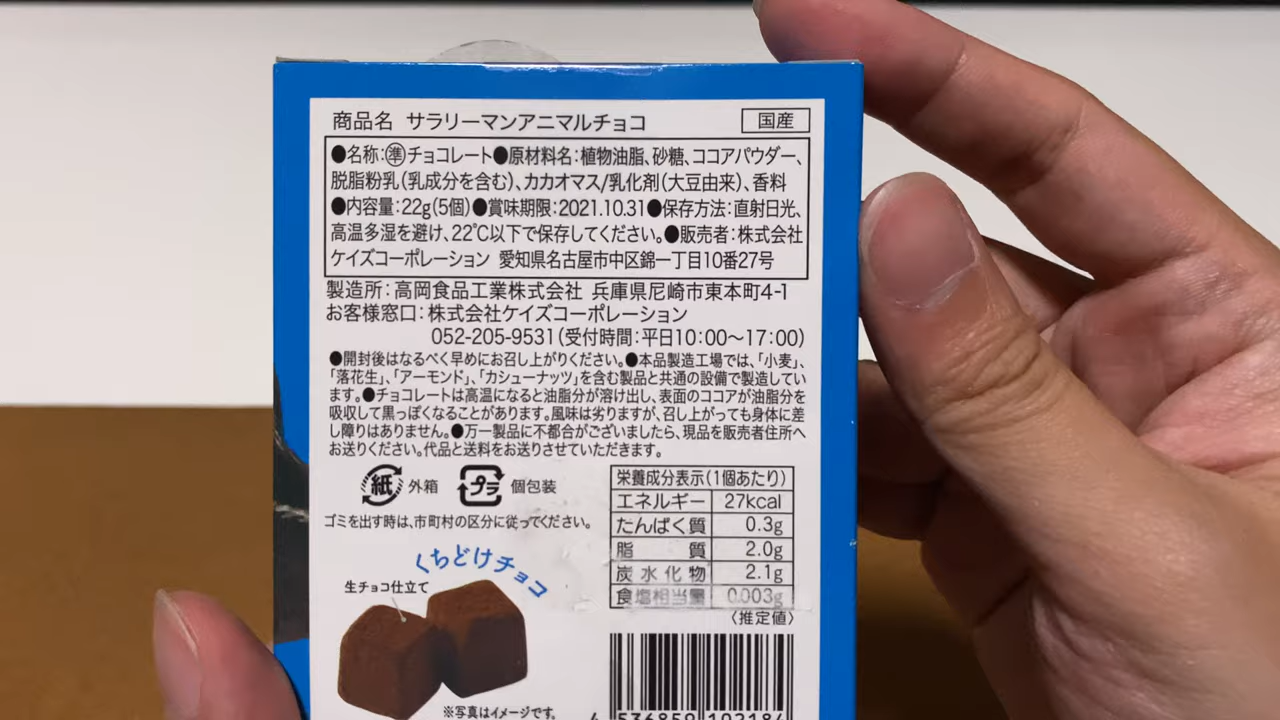 商品名 サラリーマンアニマルチョコ 国産
●名称:準チョコレート●原材料名:植物油脂、砂糖、ココアパウダー、
脱脂粉乳(乳成分を含む)、カカオマス/乳化剤(大豆由来)、香料
●内容量:22g(5個)●賞味期限:2021.10.31●保存方法:直射日光、
高温多湿を避け、22℃以下で保存してください。●販売者:株式会社
ケイズコーポレーション 愛知県名古屋市中区錦一丁目10番27号
製造所:高岡食品工業株式会社 兵庫県尼崎市東本町4-1
お客様窓口:株式会社ケイズコーポレーション
052-205-9531(受付時間:平日10:00〜17:00)
●開封後はなるべく早めにお召し上がりください。●本品製造工場では、「小麦」、
「落花生」、「アーモンド」、「カシューナッツ」を含む製品と共通の設備で製造してい
ます。●チョコレートは高温になると油脂分が溶け出し、表面のココアが油脂分を
吸収して黒っぽくなることがあります。風味は劣りますが、召し上がっても身体に差
し障りはありません。●万一製品に不都合がございましたら、現品を販売者住所へ
お送りください。代品と送料をお送りさせていただきます。
紙 外箱 プラ 個包装
ゴミを出す時は、市町村の区分に従ってください。
栄養成分表示(1個あたり)
エネルギー 27kcal
たんぱく質 0.3g
脂質 2.0g
炭水化物 2.1g
食塩相当量 0.003g
〈推定値〉
くちどけチョコ
生チョコ仕立て
※写真はイメージです。
4 536859 192184